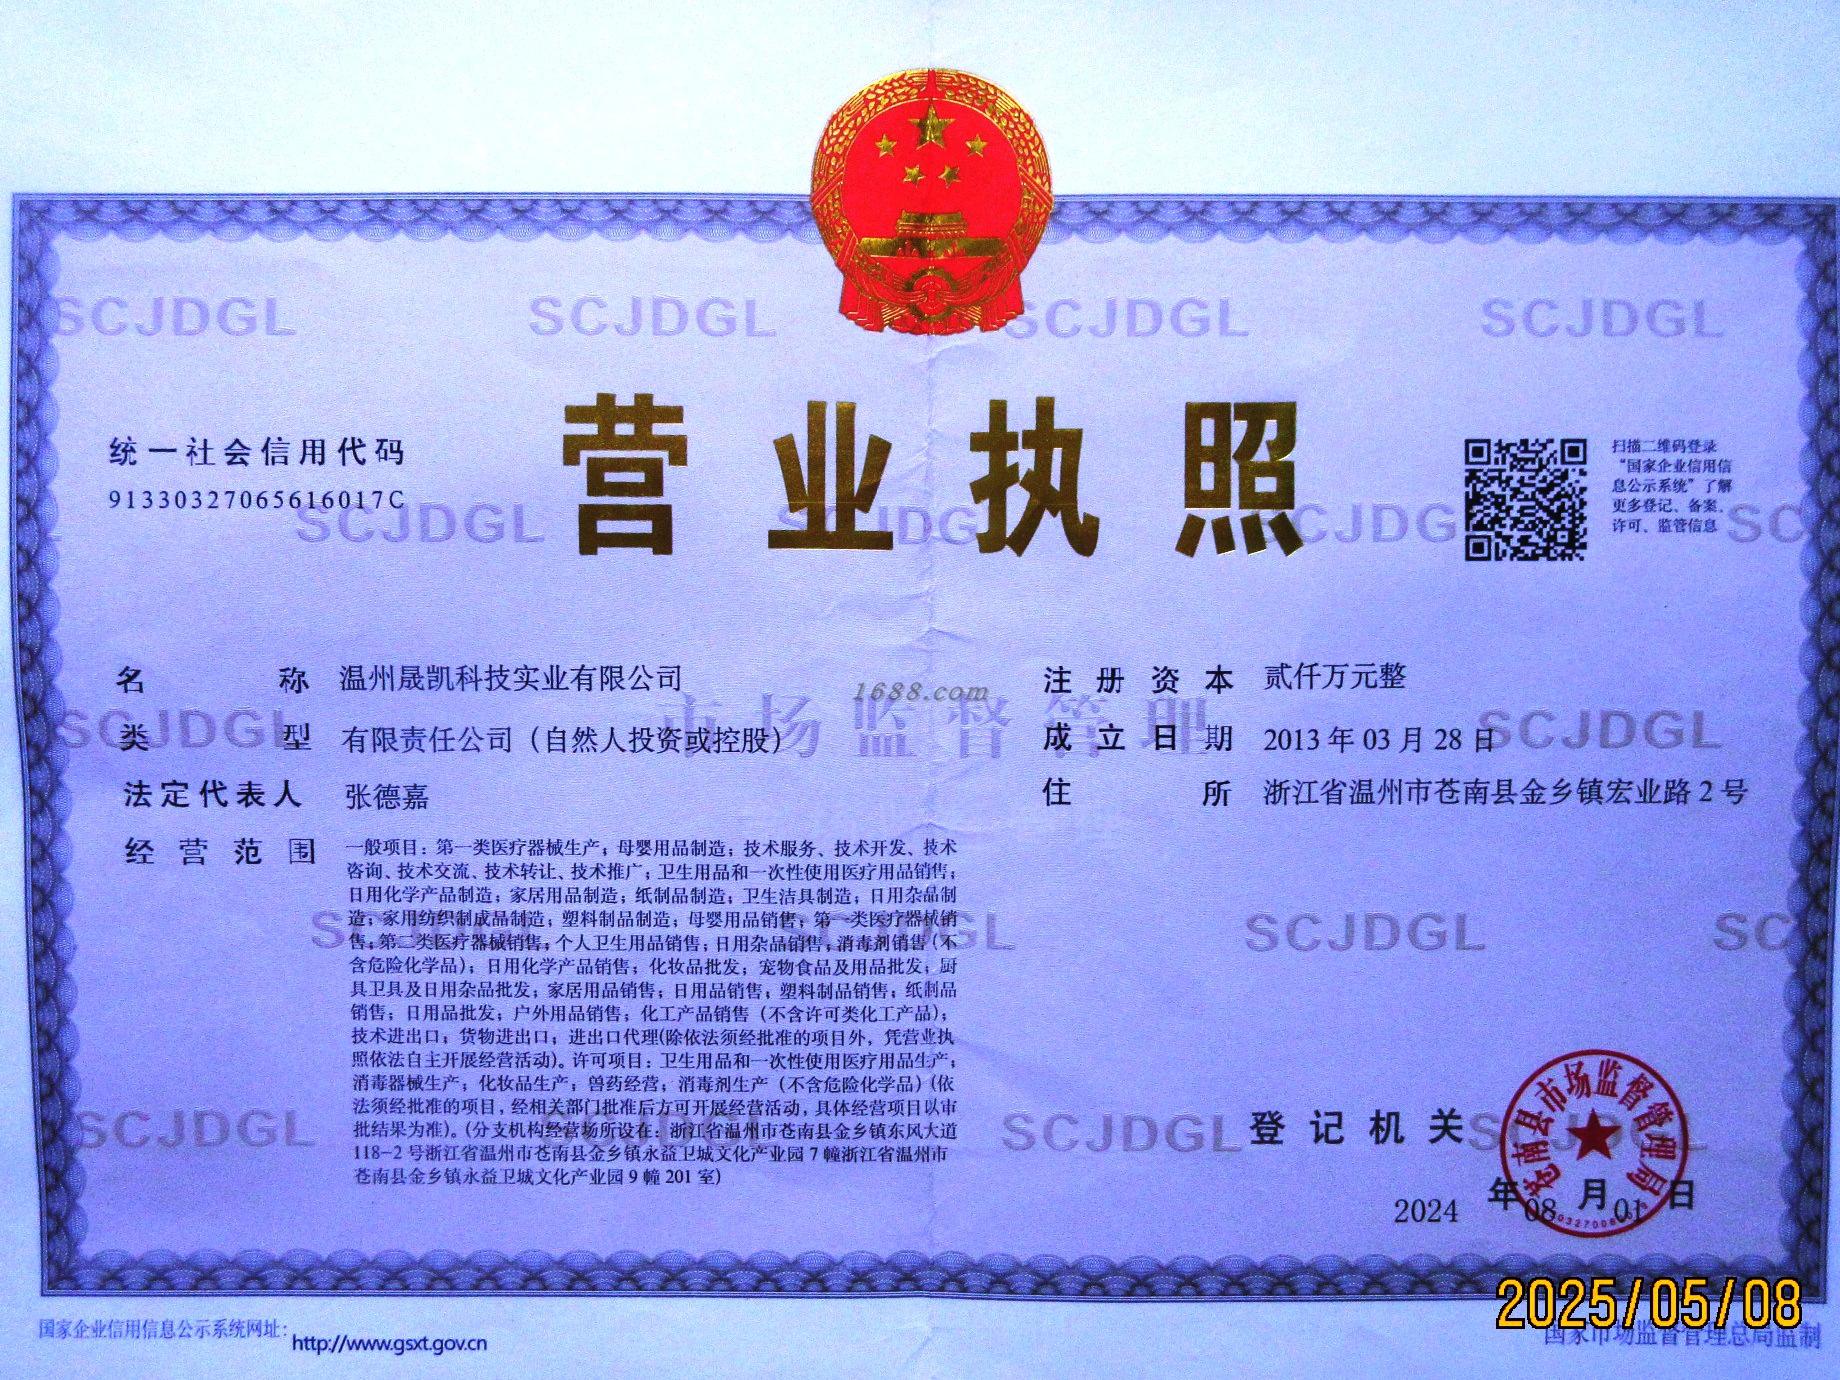 营业执照
统一社会信用代码
91330327065616017C
扫描二维码登录
“国家企业信用信
息公示系统”了解
更多登记、备案、
许可、监管信息
名称 温州晟凯科技实业有限公司
类型 有限责任公司（自然人投资或控股）
法定代表人 张德嘉
经营范围 一般项目：第一类医疗器械生产；母婴用品制造；技术服务、技术开发、技术
咨询、技术交流、技术转让、技术推广；卫生用品和一次性使用医疗用品销售；
日用化学产品制造；家居用品制造；纸制品制造；卫生洁具制造；日用杂品制
造；家用纺织制成品制造；塑料制品制造；母婴用品销售；第一类医疗器械销
售；第二类医疗器械销售；个人卫生用品销售；日用杂品销售；消毒剂销售（不
含危险化学品）；日用化学产品销售；化妆品批发；宠物食品及用品批发；厨
具卫具及日用杂品批发；家居用品销售；日用品销售；塑料制品销售；纸制品
销售；日用品批发；户外用品销售；化工产品销售（不含许可类化工产品）；
技术进出口；货物进出口；进出口代理(除依法须经批准的项目外，凭营业执
照依法自主开展经营活动)。许可项目：卫生用品和一次性使用医疗用品生产；
消毒器械生产；化妆品生产；兽药经营；消毒剂生产（不含危险化学品）(依
法须经批准的项目，经相关部门批准后方可开展经营活动，具体经营项目以审
批结果为准)。(分支机构经营场所设在：浙江省温州市苍南县金乡镇东风大道
118-2号浙江省温州市苍南县金乡镇永益卫城文化产业园7幢浙江省温州市
苍南县金乡镇永益卫城文化产业园9幢201室)
注册资本 贰仟万元整
成立日期 2013年03月28日
住所 浙江省温州市苍南县金乡镇宏业路2号
1688.com
市场监督管理
SCJDGL
登记机关
苍南县市场监督管理局
2024年08月01日
2025/05/08
国家企业信用信息公示系统网址：http://www.gsxt.gov.cn
国家市场监督管理总局监制